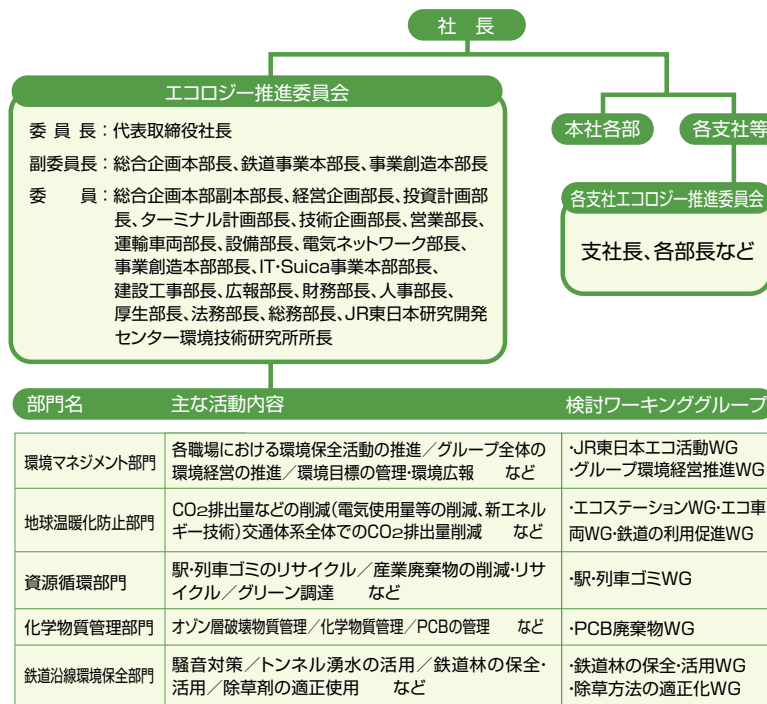 社　長
エコロジー推進委員会
委 員 長：代表取締役社長
副委員長：総合企画本部長、鉄道事業本部長、事業創造本部長
委　　員：総合企画本部副本部長、経営企画部長、投資計画部
長、ターミナル計画部長、技術企画部長、営業部長、
運輸車両部長、設備部長、電気ネットワーク部長、
事業創造本部部長、IT·Suica事業本部部長、
建設工事部長、広報部長、財務部長、人事部長、
厚生部長、法務部長、総務部長、JR東日本研究開発
センター環境技術研究所所長
本社各部
各支社等
各支社エコロジー推進委員会
支社長、各部長など
部門名　主な活動内容　検討ワーキンググループ
環境マネジメント部門
各職場における環境保全活動の推進／グループ全体の
環境経営の推進／環境目標の管理·環境広報　など
·JR東日本エコ活動WG
·グループ環境経営推進WG
地球温暖化防止部門
CO2排出量などの削減(電気使用量等の削減、新エネル
ギー技術)交通体系全体でのCO2排出量削減　など
·エコステーションWG·エコ車
両WG·鉄道の利用促進WG
資源循環部門
駅·列車ゴミのリサイクル／産業廃棄物の削減·リサ
イクル／グリーン調達　など
·駅·列車ゴミWG
化学物質管理部門
オゾン層破壊物質管理／化学物質管理／PCBの管理　など
·PCB廃棄物WG
鉄道沿線環境保全部門
騒音対策／トンネル湧水の活用／鉄道林の保全·
活用／除草剤の適正使用　など
·鉄道林の保全·活用WG
·除草方法の適正化WG